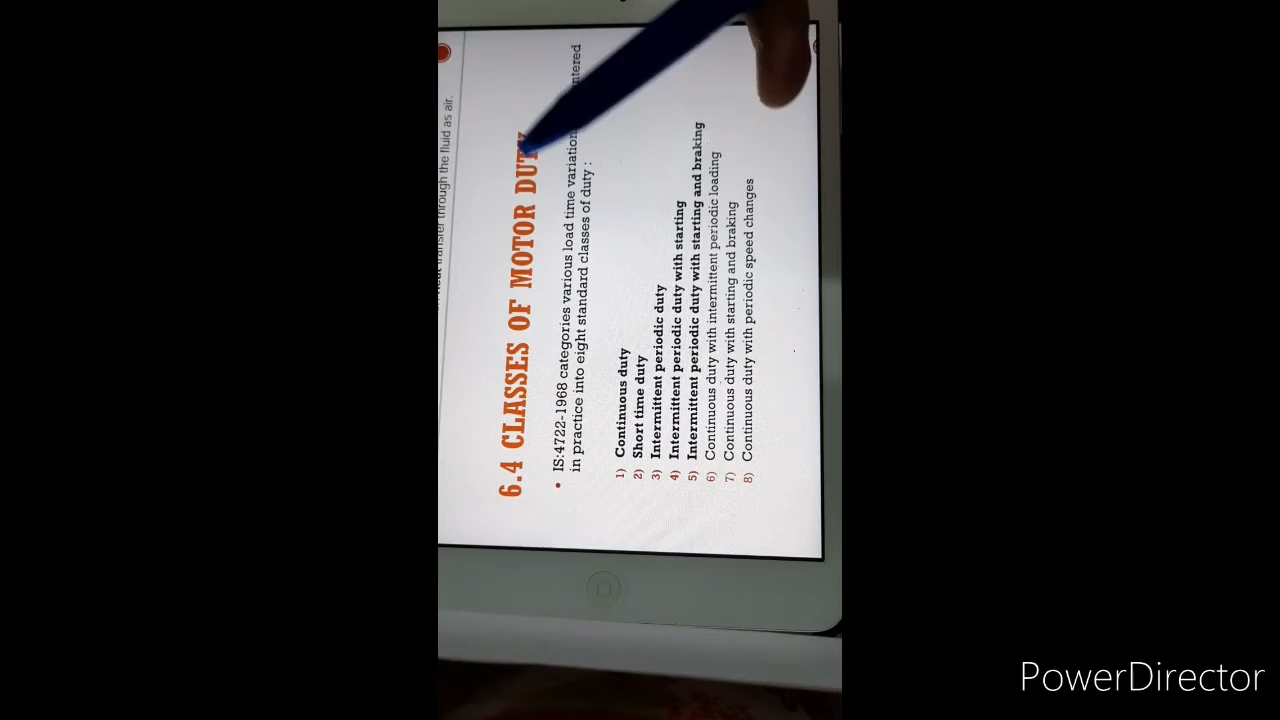 heat transfer through the fluid as air.
6.4 CLASSES OF MOTOR DUTY
• IS:4722-1968 categories various load time variation
in practice into eight standard classes of duty :
1) Continuous duty
2) Short time duty
3) Intermittent periodic duty
4) Intermittent periodic duty with starting
5) Intermittent periodic duty with starting and braking
6) Continuous duty with intermittent periodic loading
7) Continuous duty with starting and braking
8) Continuous duty with periodic speed changes
PowerDirector